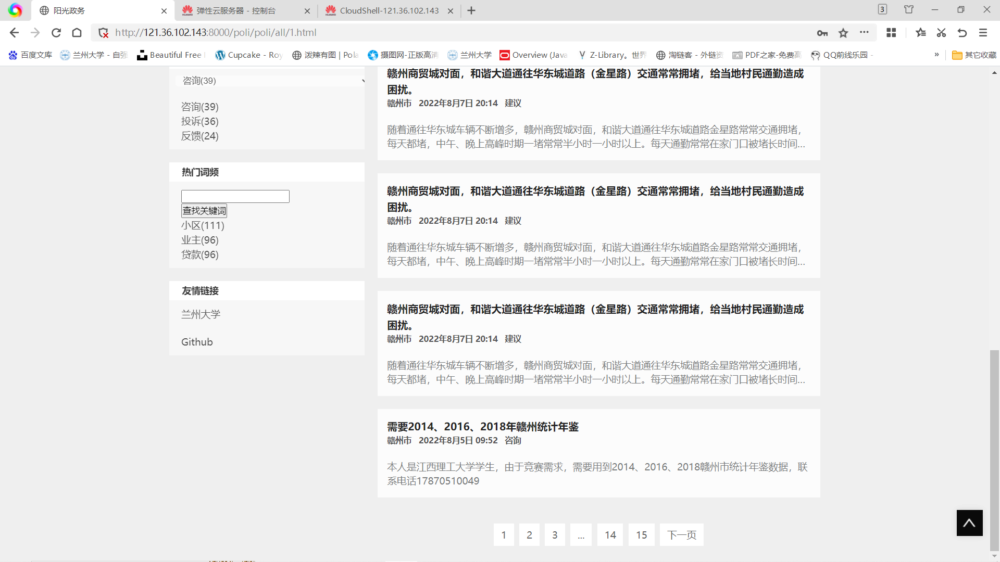 阳光政务
弹性云服务器 - 控制台
CloudShell-121.36.102.143
3
http://121.36.102.143:8000/poli/poli/all/1.html
百度文库
兰州大学 - 自强
Beautiful Free
Cupcake - Roy
泼辣有图 | Pola
摄图网-正版高清
兰州大学
Overview (Java
Z-Library。世界
淘链客 - 外链资
PDF之家-免费高
QQ前线乐园 -
»
其它收藏
咨询(39)
咨询(39)
投诉(36)
反馈(24)
热门词频
查找关键词
小区(111)
业主(96)
贷款(96)
友情链接
兰州大学
Github
赣州商贸城对面，和谐大道通往华东城道路（金星路）交通常常拥堵，给当地村民通勤造成
困扰。
赣州市 2022年8月7日 20:14 建议
随着通往华东城车辆不断增多，赣州商贸城对面，和谐大道通往华东城道路金星路常常交通拥堵，
每天都堵，中午、晚上高峰时期一堵常常半小时一小时以上。每天通勤常常在家门口被堵长时间...
赣州商贸城对面，和谐大道通往华东城道路（金星路）交通常常拥堵，给当地村民通勤造成
困扰。
赣州市 2022年8月7日 20:14 建议
随着通往华东城车辆不断增多，赣州商贸城对面，和谐大道通往华东城道路金星路常常交通拥堵，
每天都堵，中午、晚上高峰时期一堵常常半小时一小时以上。每天通勤常常在家门口被堵长时间...
赣州商贸城对面，和谐大道通往华东城道路（金星路）交通常常拥堵，给当地村民通勤造成
困扰。
赣州市 2022年8月7日 20:14 建议
随着通往华东城车辆不断增多，赣州商贸城对面，和谐大道通往华东城道路金星路常常交通拥堵，
每天都堵，中午、晚上高峰时期一堵常常半小时一小时以上。每天通勤常常在家门口被堵长时间...
需要2014、2016、2018年赣州统计年鉴
赣州市 2022年8月5日 09:52 咨询
本人是江西理工大学学生，由于竞赛需求，需要用到2014、2016、2018赣州市统计年鉴数据，联
系电话17870510049
1 2 3 ... 14 15 下一页